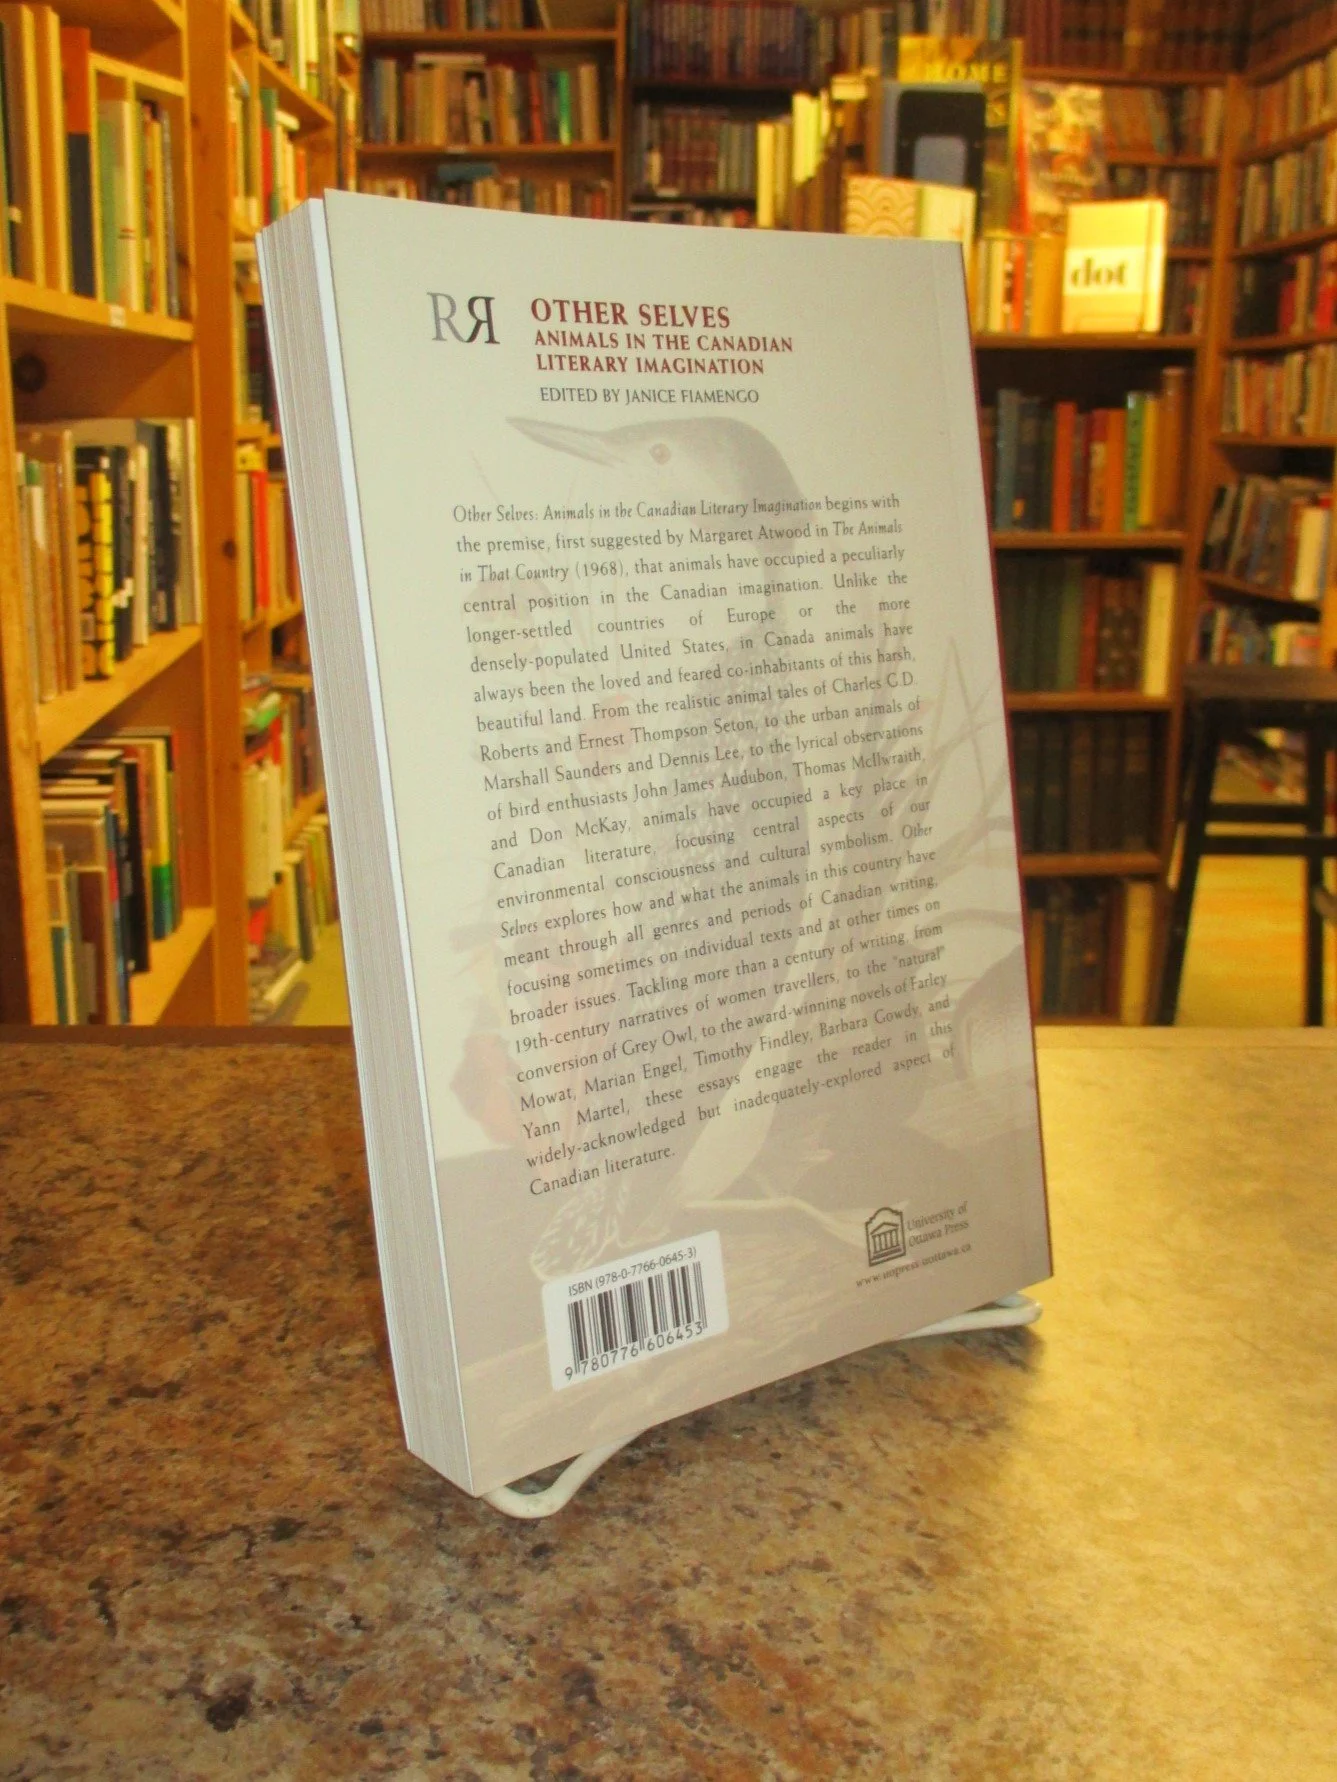 HOME
dot
RЯ
OTHER SELVES
ANIMALS IN THE CANADIAN
LITERARY IMAGINATION
EDITED BY JANICE FIAMENGO
Other Selves: Animals in the Canadian Literary Imagination begins with
the premise, first suggested by Margaret Atwood in The Animals
in That Country (1968), that animals have occupied a peculiarly
central position in the Canadian imagination. Unlike the
longer-settled countries of Europe or the more
densely-populated United States, in Canada animals have
always been the loved and feared co-inhabitants of this harsh,
beautiful land. From the realistic animal tales of Charles C.D.
Roberts and Ernest Thompson Seton, to the urban animals of
Marshall Saunders and Dennis Lee, to the lyrical observations
of bird enthusiasts John James Audubon, Thomas McIlwraith,
and Don McKay, animals have occupied a key place in
Canadian literature, focusing central aspects of our
environmental consciousness and cultural symbolism. Other
Selves explores how and what the animals in this country have
meant through all genres and periods of Canadian writing,
focusing sometimes on individual texts and at other times on
broader issues. Tackling more than a century of writing, from
19th-century narratives of women travellers, to the "natural"
conversion of Grey Owl, to the award-winning novels of Farley
Mowat, Marian Engel, Timothy Findley, Barbara Gowdy, and
Yann Martel, these essays engage the reader in this
widely-acknowledged but inadequately-explored aspect of
Canadian literature.
University of
Ottawa Press
www.uopress.uottawa.ca
ISBN (978-0-7766-0645-3)
9 780776 606453